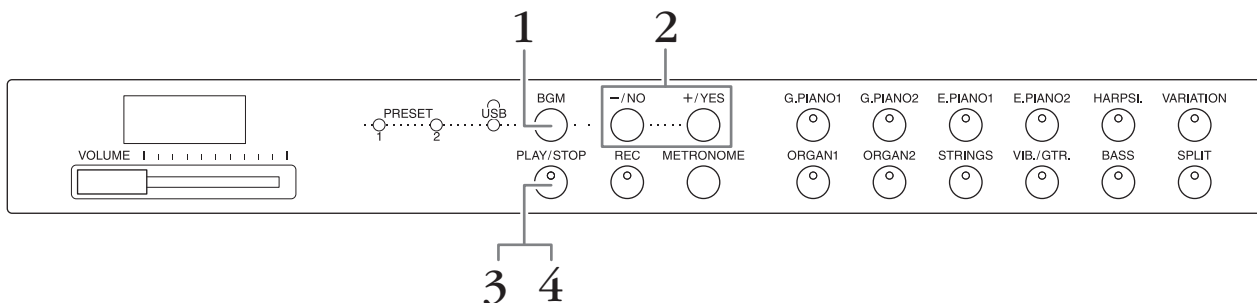 1 2
BGM −/NO +/YES G.PIANO1 G.PIANO2 E.PIANO1 E.PIANO2 HARPSI. VARIATION
PRESET USB
1 2
VOLUME PLAY/STOP REC METRONOME ORGAN1 ORGAN2 STRINGS VIB./GTR. BASS SPLIT
3 4